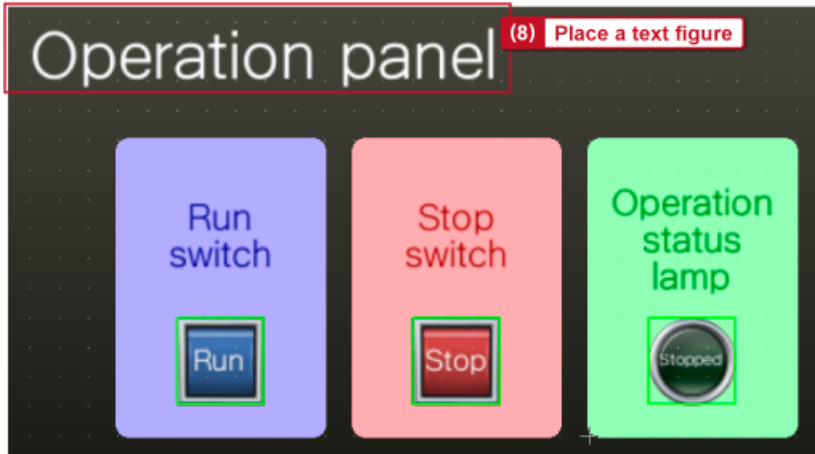 Operation panel
(8) Place a text figure
Run
switch
Stop
switch
Operation
status
lamp
Run
Stop
Stopped